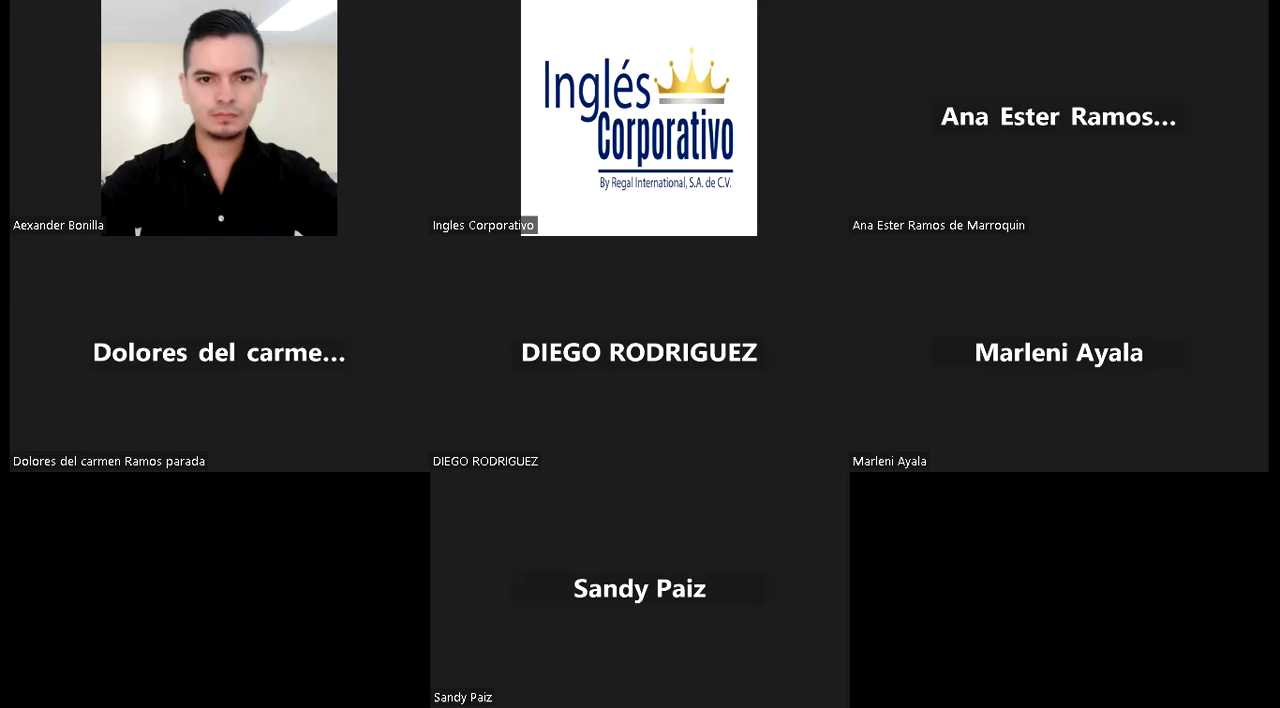 Aexander Bonilla
Inglés
Corporativo
By Regal International, S.A. de C.V.
Ingles Corporativo
Ana Ester Ramos...
Ana Ester Ramos de Marroquin
Dolores del carme...
Dolores del carmen Ramos parada
DIEGO RODRIGUEZ
DIEGO RODRIGUEZ
Marleni Ayala
Marleni Ayala
Sandy Paiz
Sandy Paiz